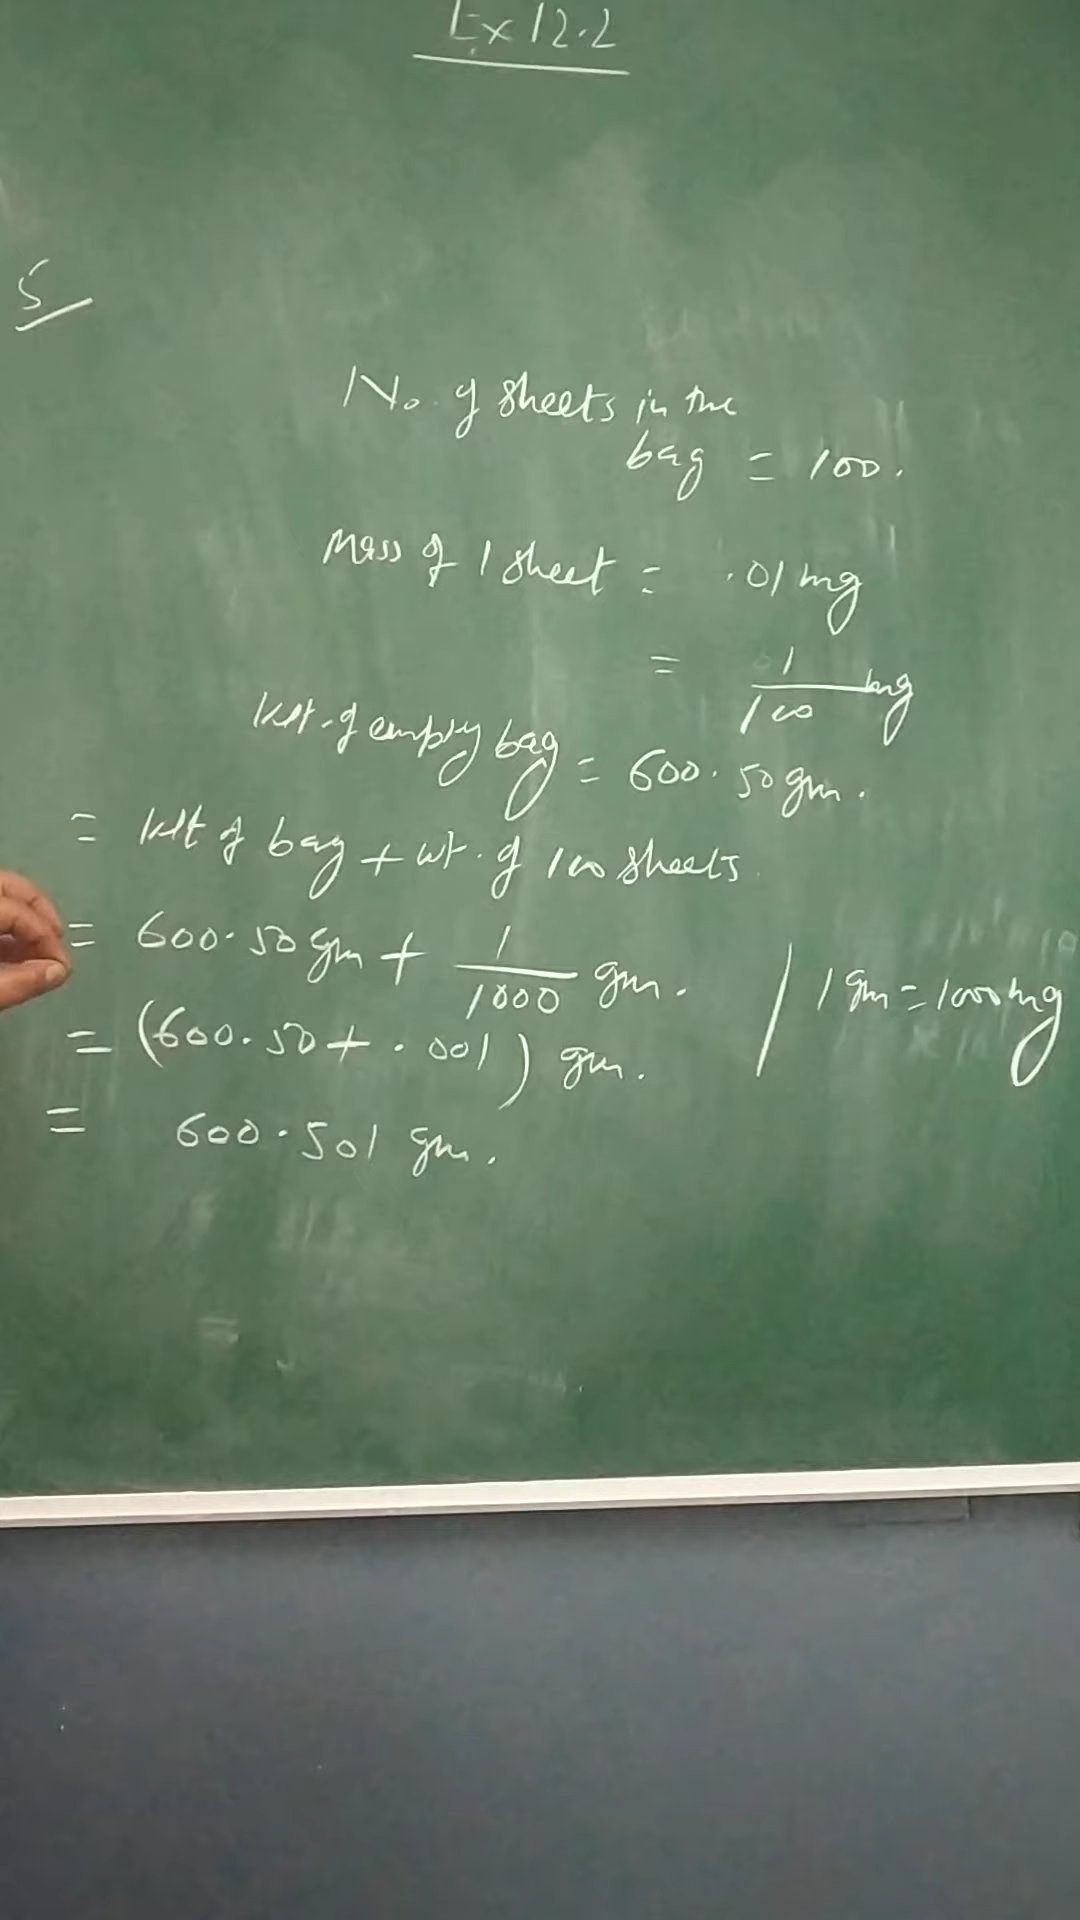 Ex 12.2
5
No. of sheets in the
bag = 100.
Mass of 1 sheet = .01 mg
= 1/100 mg
Wt. of empty bag = 600.50 gm.
= Wt of bag + wt. of 100 sheets.
= 600.50 gm + 1/1000 gm. / 1 gm = 1000 mg
= (600.50 + .001) gm.
= 600.501 gm.